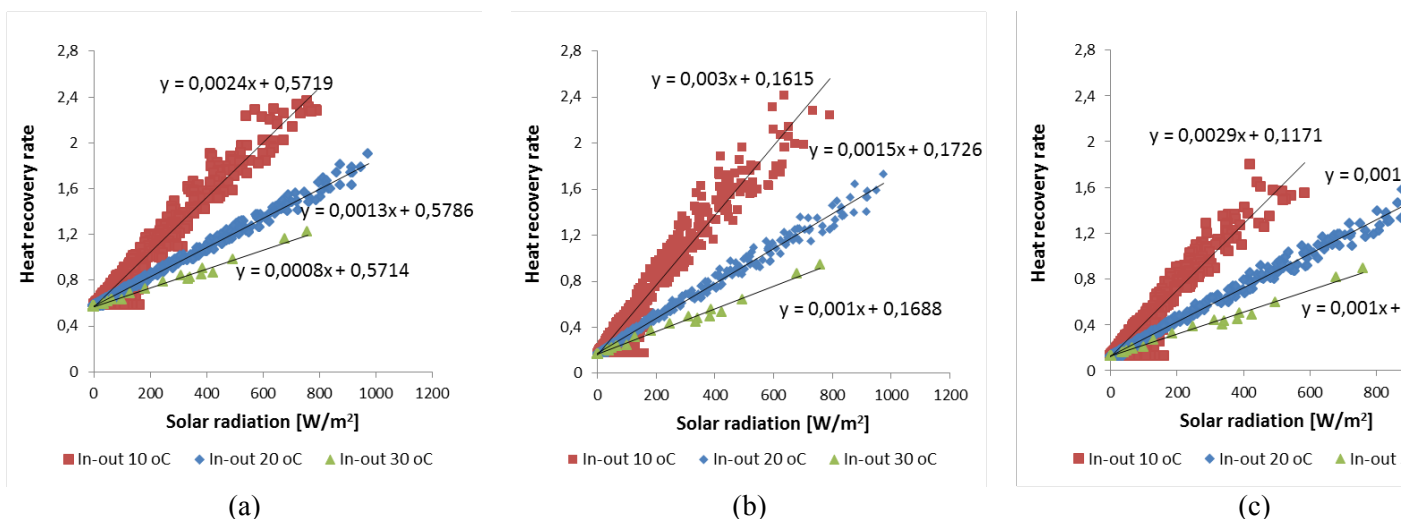 2,8
2,4
2
1,6
1,2
0,8
0,4
0
Heat recovery rate
y = 0,0024x + 0,5719
y = 0,0013x + 0,5786
y = 0,0008x + 0,5714
0 200 400 600 800 1000 1200
Solar radiation [W/m²]
In-out 10 oC In-out 20 oC In-out 30 oC
(a)
2,8
2,4
2
1,6
1,2
0,8
0,4
0
Heat recovery rate
y = 0,003x + 0,1615
y = 0,0015x + 0,1726
y = 0,001x + 0,1688
0 200 400 600 800 1000 1200
Solar radiation [W/m²]
In-out 10 oC In-out 20 oC In-out 30 oC
(b)
2,8
2,4
2
1,6
1,2
0,8
0,4
0
Heat recovery rate
y = 0,0029x + 0,1171
y = 0,001
y = 0,001x +
0 200 400 600 800
Solar radiation [W/m²]
In-out 10 oC In-out 20 oC In-out
(c)